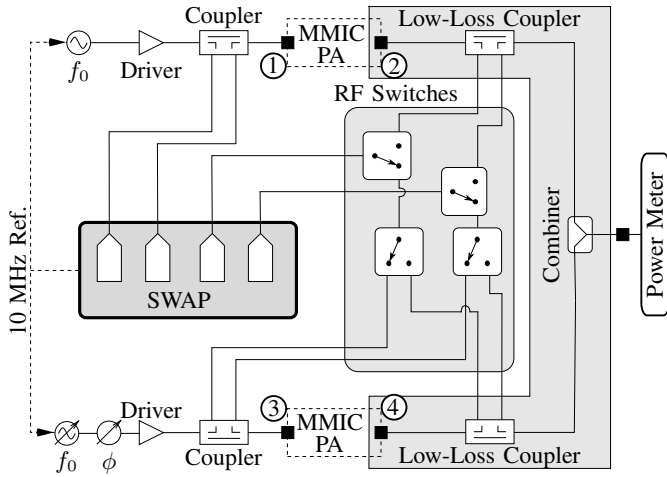 Coupler
MMIC
PA
Low-Loss Coupler
f0
Driver
1
2
RF Switches
10 MHz Ref.
SWAP
Combiner
Power Meter
Driver
3
4
f0
ϕ
Coupler
MMIC
PA
Low-Loss Coupler